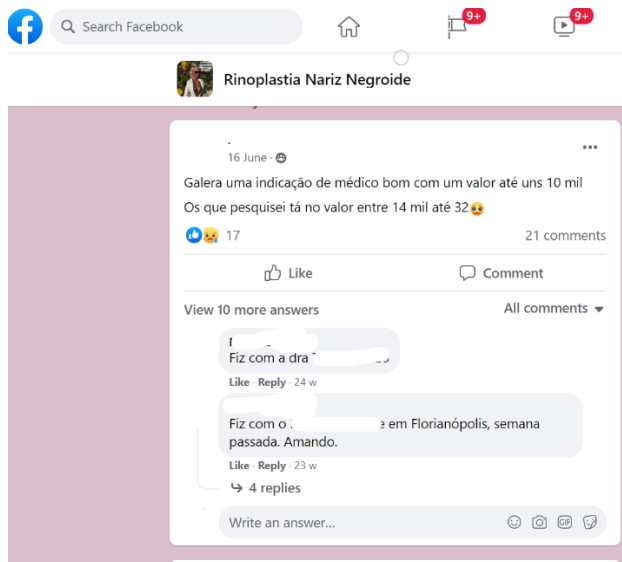 Search Facebook
9+
9+
Rinoplastia Nariz Negroide
16 June
Galera uma indicação de médico bom com um valor até uns 10 mil
Os que pesquisei tá no valor entre 14 mil até 32
17
21 comments
Like
Comment
View 10 more answers
All comments
Fiz com a dra
Like · Reply · 24 w
Fiz com o
e em Florianópolis, semana
passada. Amando.
Like · Reply · 23 w
4 replies
Write an answer...
GIF